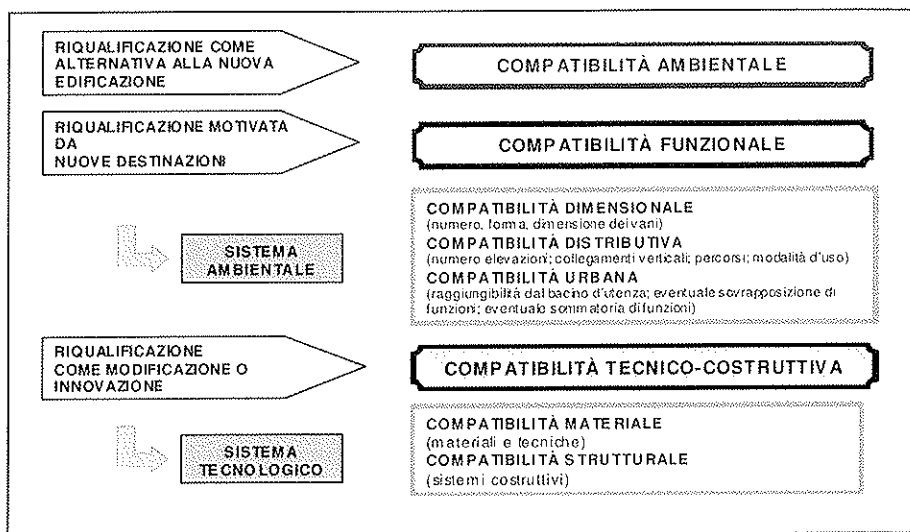 RIQUALIFICAZIONE COME
ALTERNATIVA ALLA NUOVA
EDIFICAZIONE
COMPATIBILITÀ AMBIENTALE
RIQUALIFICAZIONE MOTIVATA
DA
NUOVE DESTINAZIONI
COMPATIBILITÀ FUNZIONALE
SISTEMA
AMBIENTALE
COMPATIBILITÀ DIMENSIONALE
(numero, forma, dimensione dei vani)
COMPATIBILITÀ DISTRIBUTIVA
(numero elevazioni; collegamenti verticali; percorsi; modalità d'uso)
COMPATIBILITÀ URBANA
(raggiungibilità dal bacino d'utenza; eventuale sovrapposizione di
funzioni; eventuale sommatoria di funzioni)
RIQUALIFICAZIONE
COME MODIFICAZIONE O
INNOVAZIONE
COMPATIBILITÀ TECNICO-COSTRUTTIVA
SISTEMA
TECNOLOGICO
COMPATIBILITÀ MATERIALE
(materiali e tecniche)
COMPATIBILITÀ STRUTTURALE
(sistemi costruttivi)